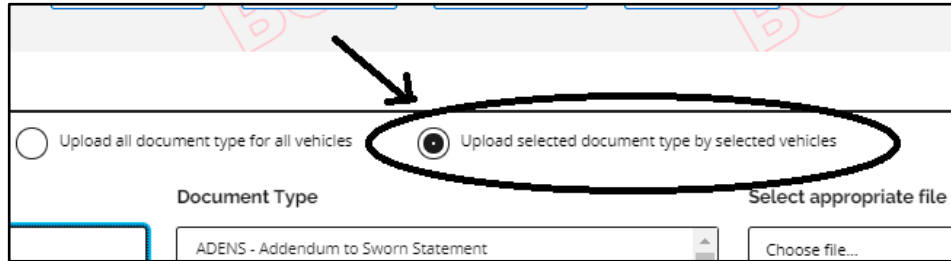 Upload all document type for all vehicles Upload selected document type by selected vehicles
Document Type Select appropriate file
ADENS - Addendum to Sworn Statement Choose file...